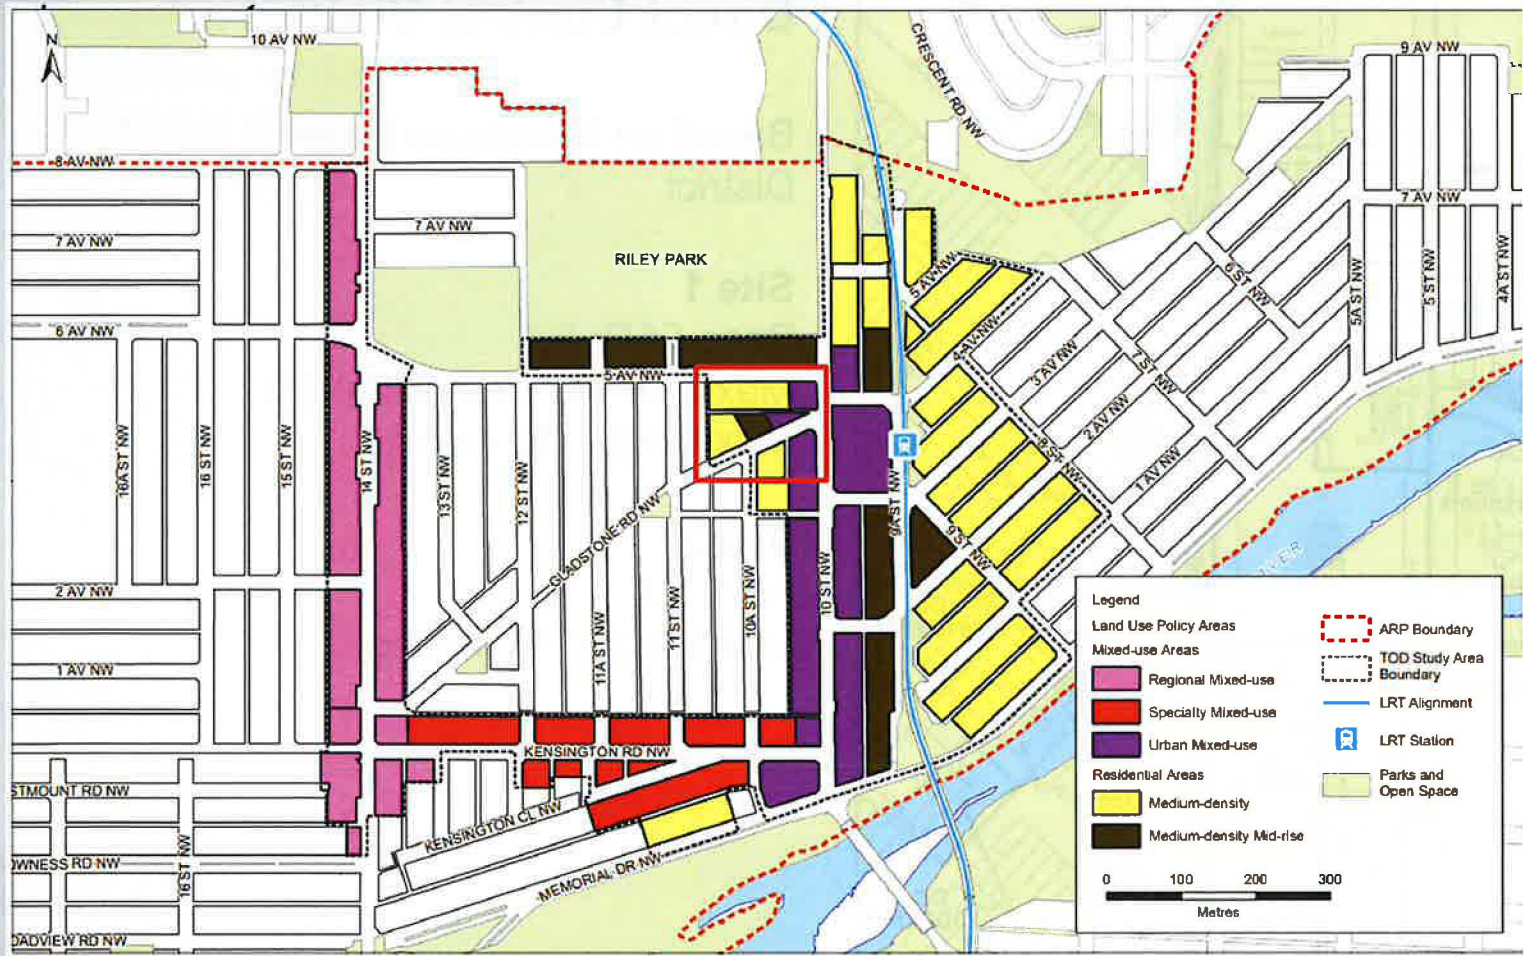 N
10 AV NW
CRESCENT RD NW
9 AV NW
8 AV NW
7 AV NW
7 AV NW
7 AV NW
RILEY PARK
5 AV NW
6 ST NW
5A ST NW
5 ST NW
4A ST NW
6 AV NW
4 AV NW
3 AV NW
7 ST NW
5 AV NW
2 AV NW
8 ST NW
1 AV NW
16A ST NW
16 ST NW
15 ST NW
14 ST NW
13 ST NW
12 ST NW
GLADSTONE RD NW
9A ST NW
9 ST NW
2 AV NW
11A ST NW
11 ST NW
10A ST NW
10 ST NW
1 AV NW
KENSINGTON RD NW
STMOUNT RD NW
KENSINGTON CL NW
OWNESS RD NW
16 ST NW
MEMORIAL DR NW
OADVIEW RD NW
Legend
Land Use Policy Areas
Mixed-use Areas
Regional Mixed-use
Specialty Mixed-use
Urban Mixed-use
Residential Areas
Medium-density
Medium-density Mid-rise
ARP Boundary
TOD Study Area
Boundary
LRT Alignment
LRT Station
Parks and
Open Space
0 100 200 300
Metres
District
Site 1